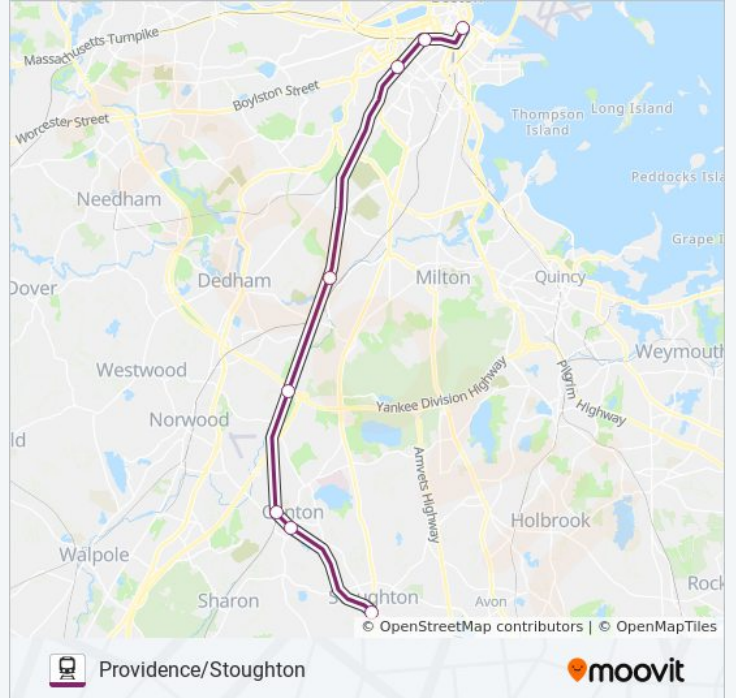 Massachusetts Turnpike
Boylston Street
Worcester Street
Long Island
Thompson
Island
Peddocks Isla
Needham
Grape I
Dedham
Milton
Quincy
Dover
Westwood
Weymouth
Yankee Division Highway
Pilgrim Highway
Norwood
ld
Amvets Highway
Holbrook
Walpole
Sharon
Avon
Rock
© OpenStreetMap contributors | © OpenMapTiles
Providence/Stoughton
moovit